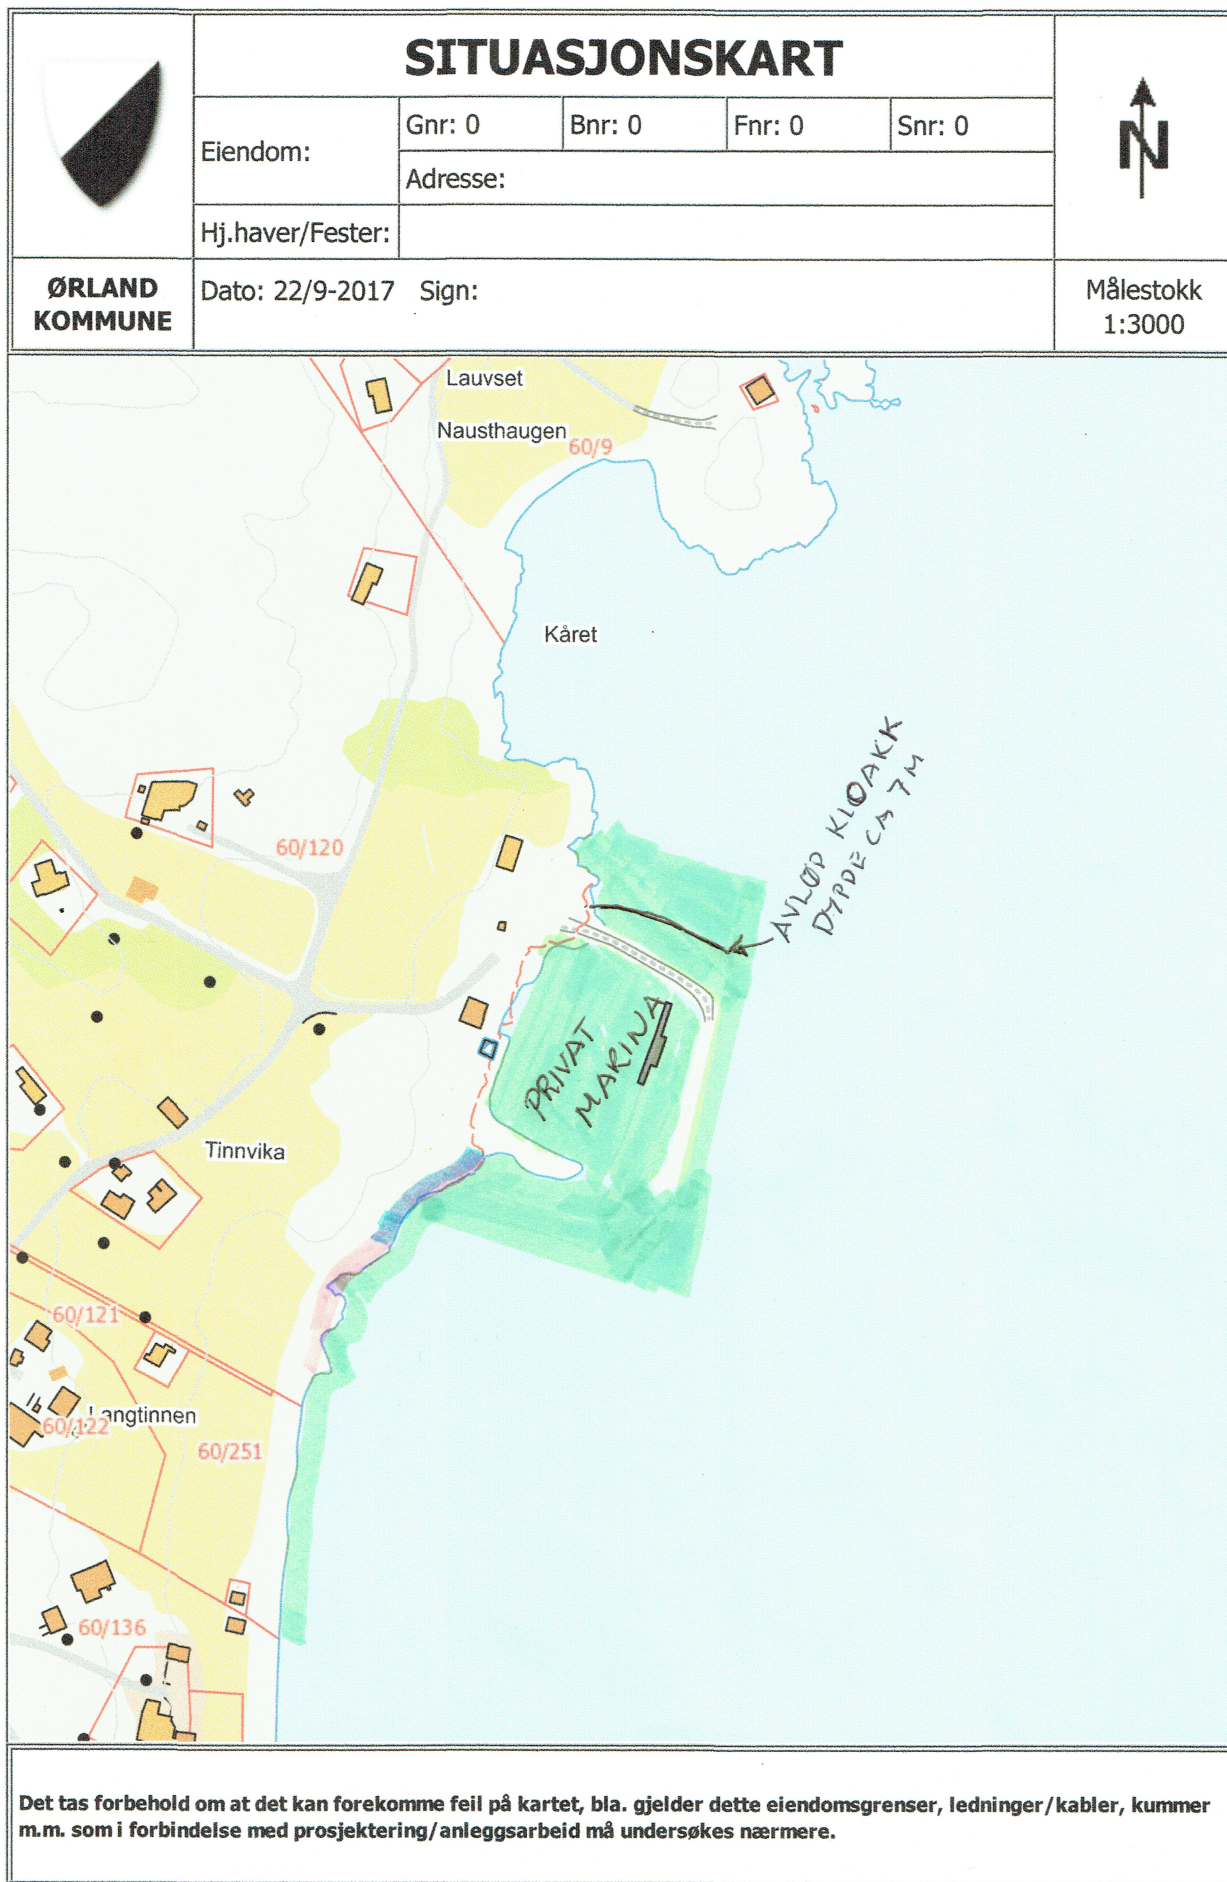 SITUASJONSKART
Eiendom:
Gnr: 0
Bnr: 0
Fnr: 0
Snr: 0
Adresse:
Hj.haver/Fester:
N
ØRLAND
KOMMUNE
Dato: 22/9-2017 Sign:
Målestokk
1:3000
Lauvset
Nausthaugen
60/9
Kåret
AVLØP KLOAKK
DYPDE CA 7 M
60/120
PRIVAT
MARINA
Tinnvika
60/121
Langtinnen
60/122
60/251
60/136
Det tas forbehold om at det kan forekomme feil på kartet, bla. gjelder dette eiendomsgrenser, ledninger/kabler, kummer
m.m. som i forbindelse med prosjektering/anleggsarbeid må undersøkes nærmere.